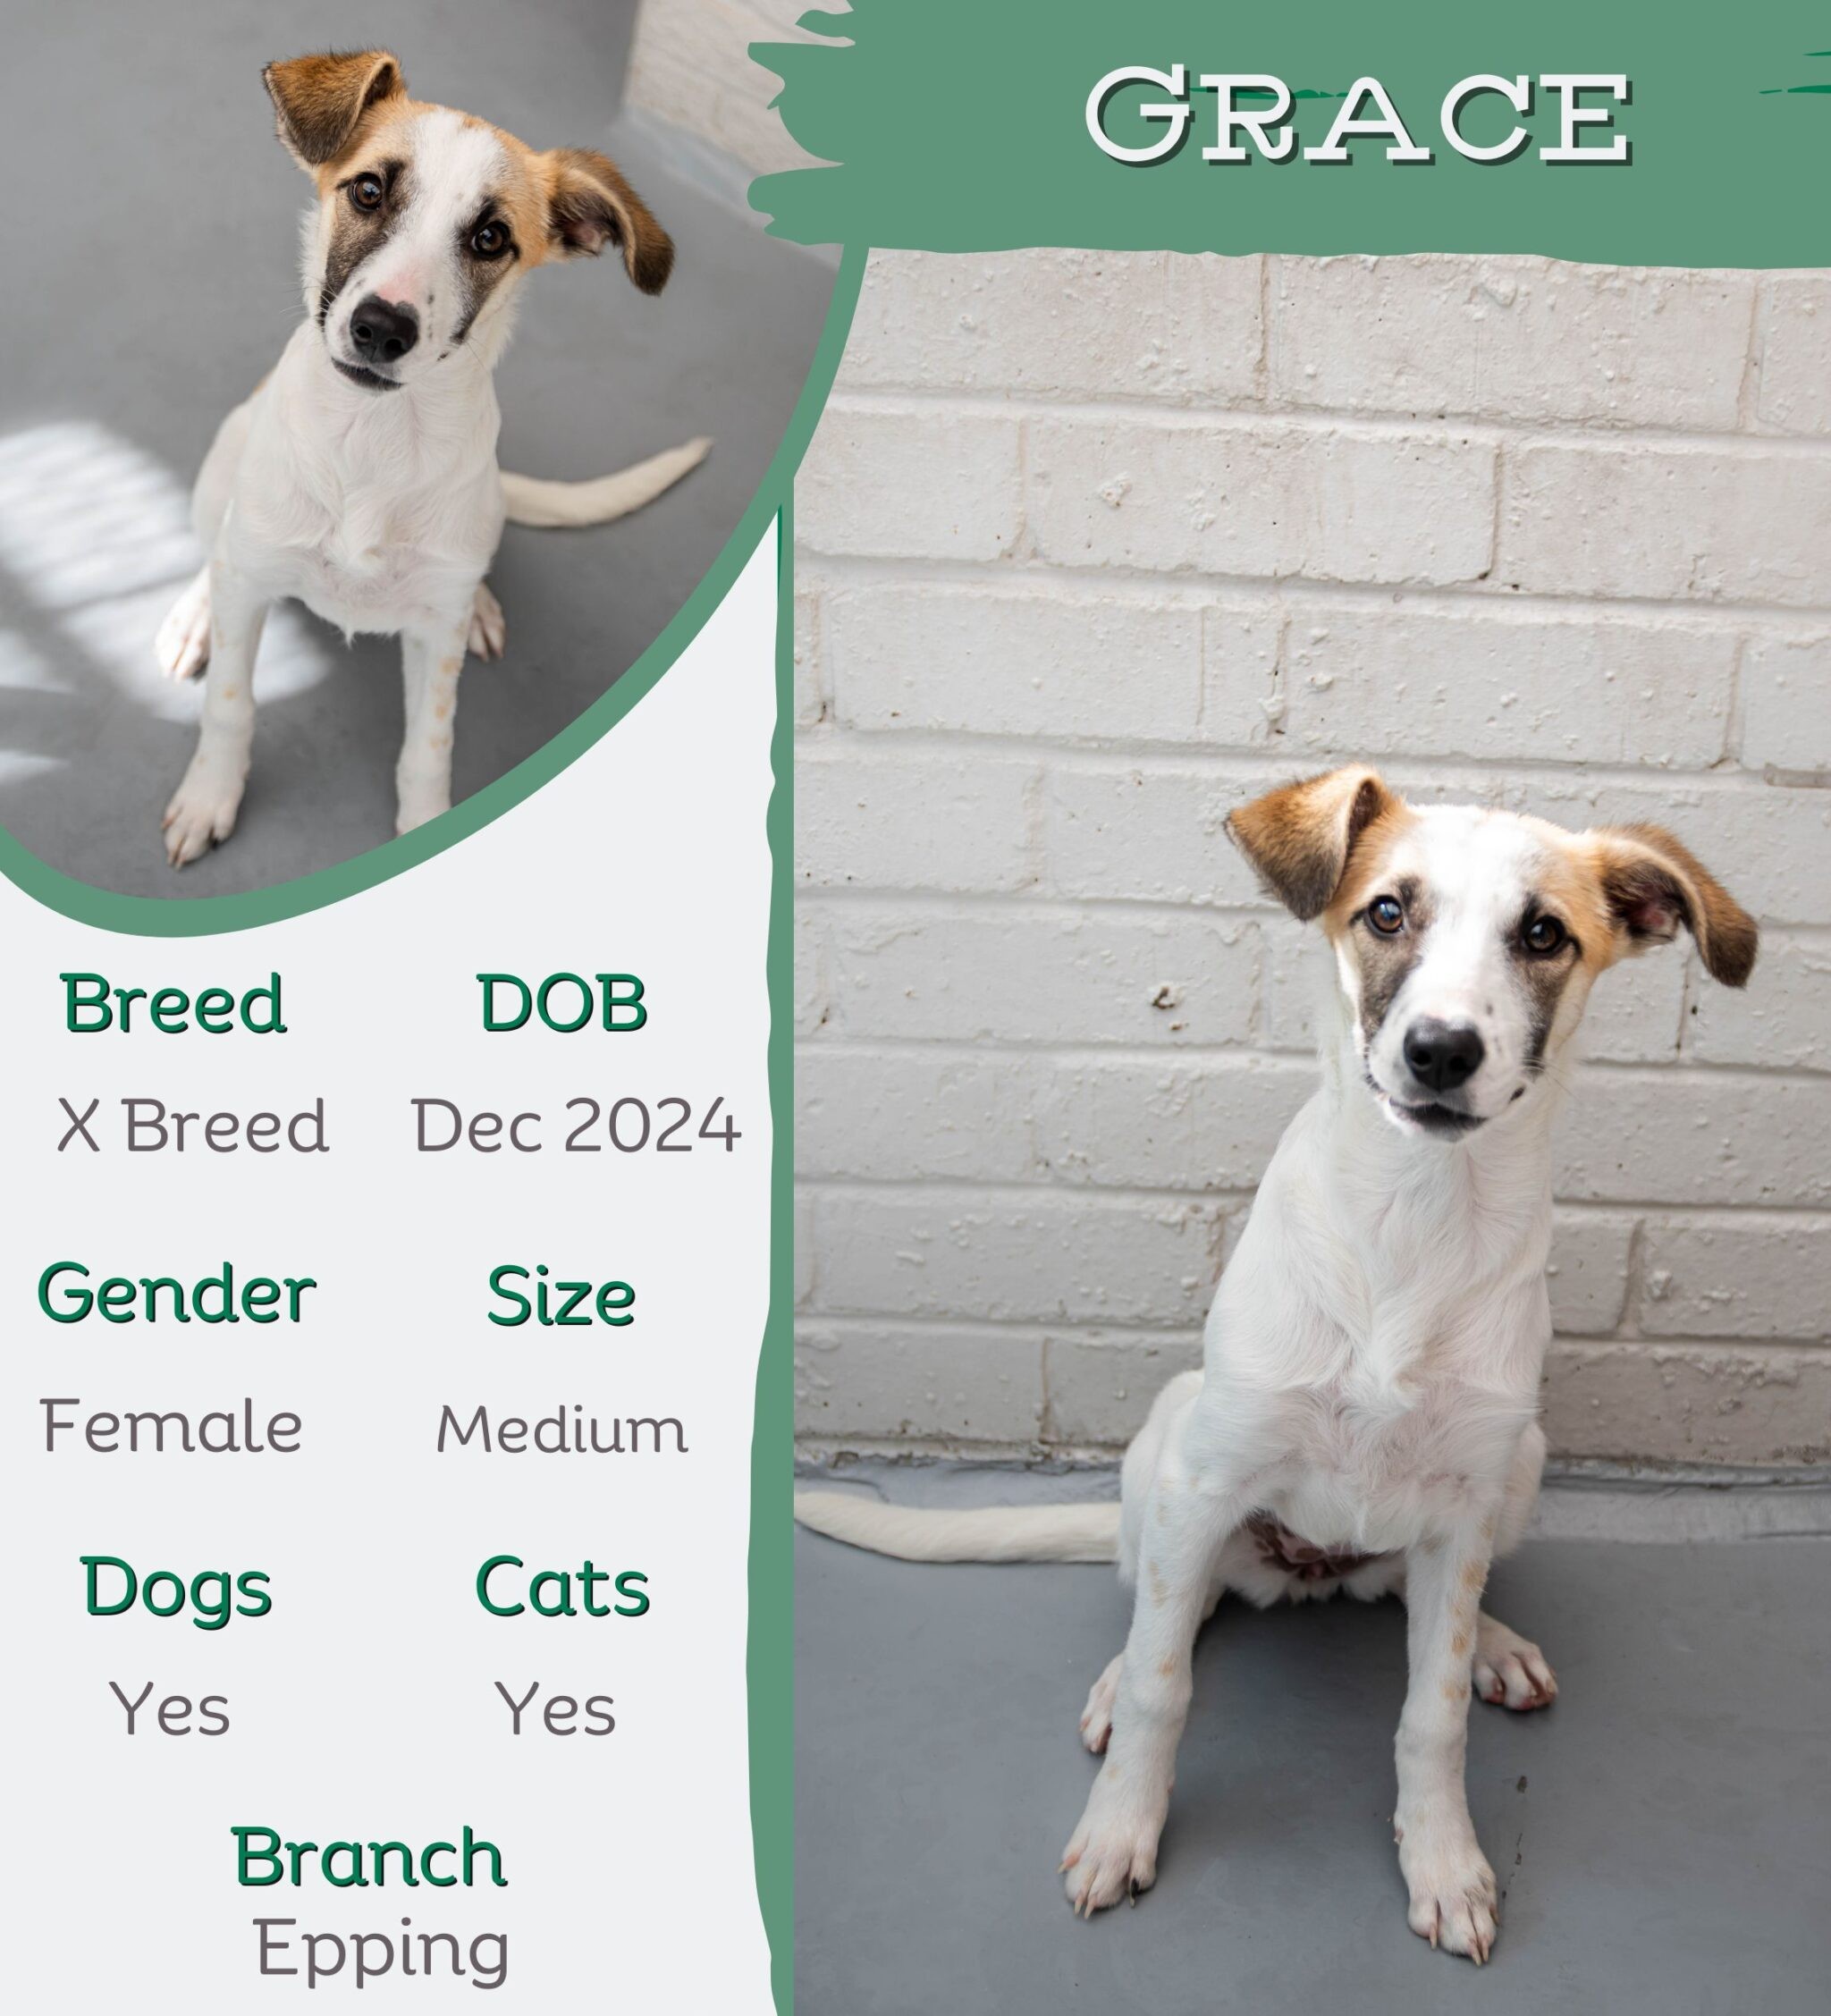 GRACE
Breed DOB
X Breed Dec 2024
Gender Size
Female Medium
Dogs Cats
Yes Yes
Branch
Epping